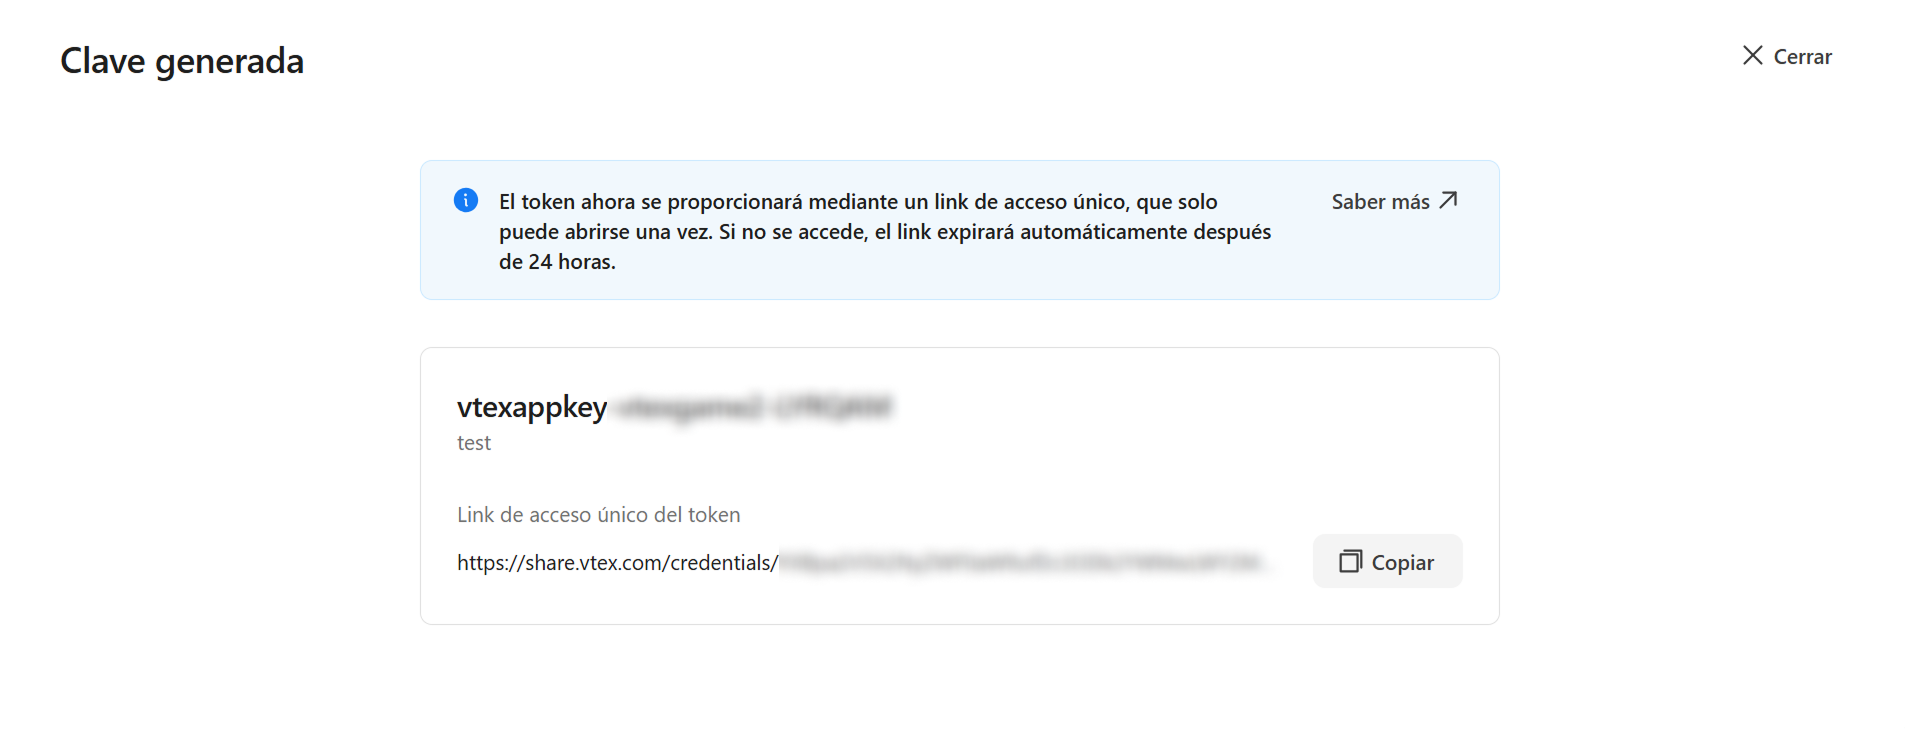 Clave generada
Cerrar
El token ahora se proporcionará mediante un link de acceso único, que solo
puede abrirse una vez. Si no se accede, el link expirará automáticamente después
de 24 horas.
Saber más
vtexappkey
test
Link de acceso único del token
https://share.vtex.com/credentials/
Copiar